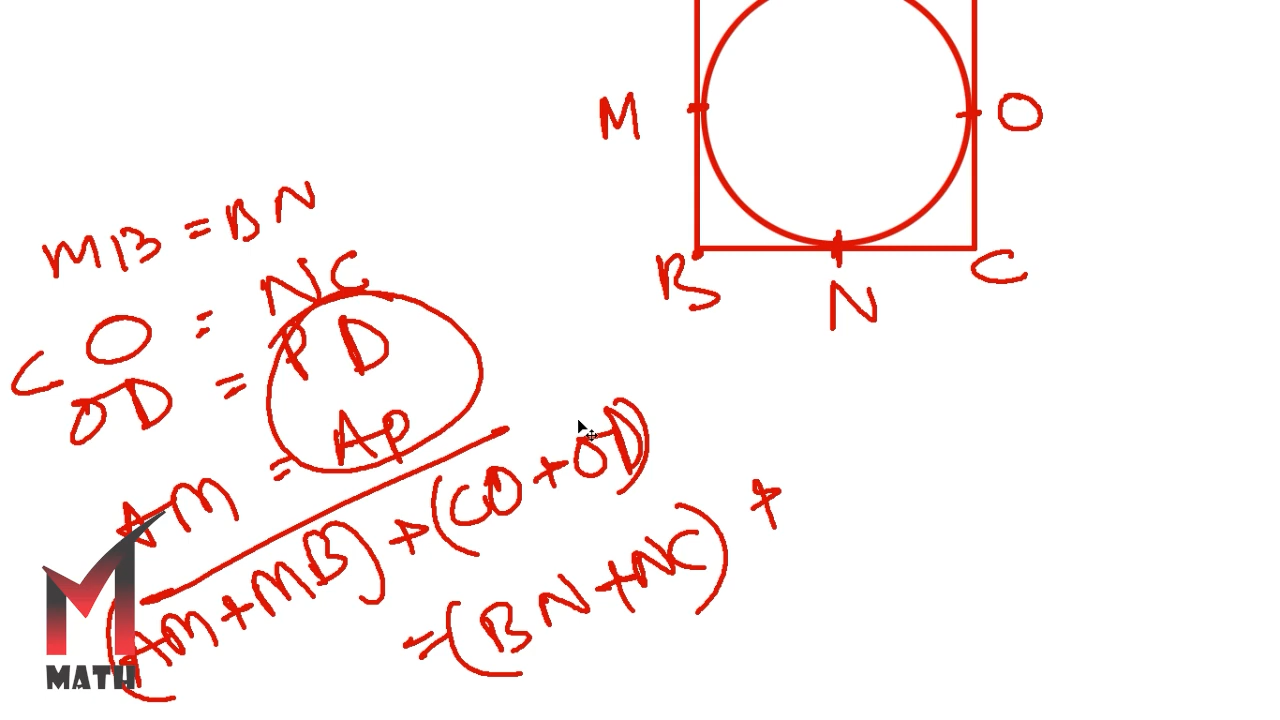 M
O
B
N
C
MB = BN
CO = NC
OD = PD
AM = AP
(AM+MB) + (CO+OD)
= (BN+NC) +
MATH